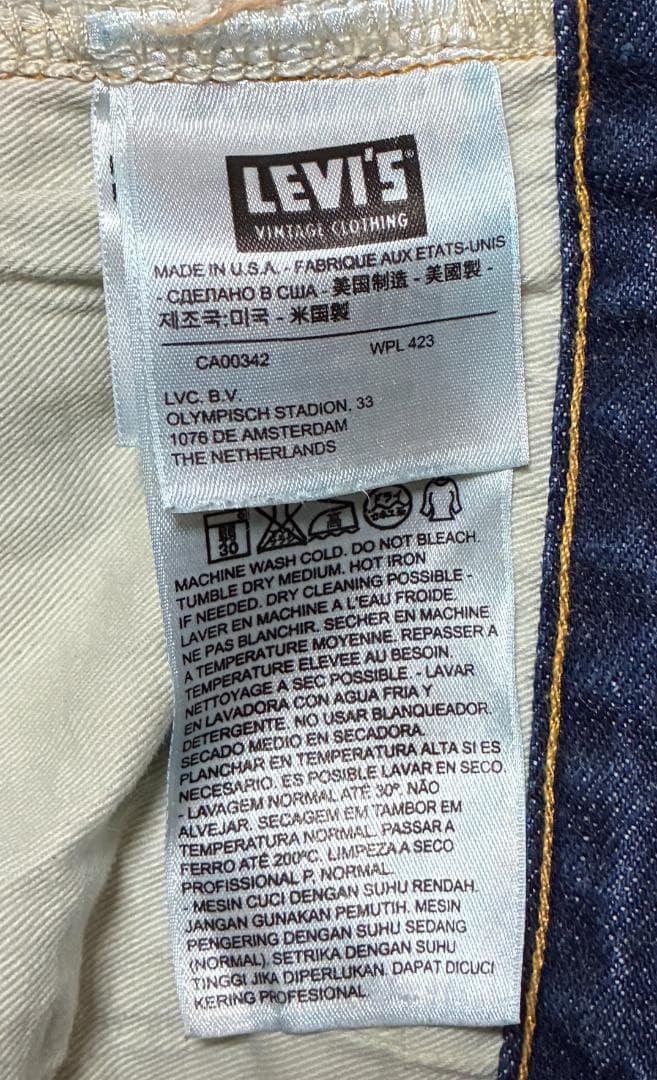 LEVI'S®
VINTAGE CLOTHING
MADE IN U.S.A. - FABRIQUE AUX ETATS-UNIS
- СДЕЛАНО В США - 美国制造 - 美國製 -
제조국:미국 - 米国製
CA00342 WPL 423
LVC. B.V.
OLYMPISCH STADION, 33
1076 DE AMSTERDAM
THE NETHERLANDS
弱 30 高 ドライ
MACHINE WASH COLD. DO NOT BLEACH.
TUMBLE DRY MEDIUM. HOT IRON
IF NEEDED. DRY CLEANING POSSIBLE -
LAVER EN MACHINE A L'EAU FROIDE.
NE PAS BLANCHIR. SECHER EN MACHINE
A TEMPERATURE MOYENNE. REPASSER A
TEMPERATURE ELEVEE AU BESOIN.
NETTOYAGE A SEC POSSIBLE. - LAVAR
EN LAVADORA CON AGUA FRIA Y
DETERGENTE. NO USAR BLANQUEADOR.
SECADO MEDIO EN SECADORA.
PLANCHAR EN TEMPERATURA ALTA SI ES
NECESARIO. ES POSIBLE LAVAR EN SECO.
- LAVAGEM NORMAL ATÉ 30°. NÃO
ALVEJAR. SECAGEM EM TAMBOR EM
TEMPERATURA NORMAL. PASSAR A
FERRO ATÉ 200°C. LIMPEZA A SECO
PROFISSIONAL P, NORMAL.
- MESIN CUCI DENGAN SUHU RENDAH.
JANGAN GUNAKAN PEMUTIH. MESIN
PENGERING DENGAN SUHU SEDANG
(NORMAL). SETRIKA DENGAN SUHU
TINGGI JIKA DIPERLUKAN. DAPAT DICUCI
KERING PROFESIONAL.